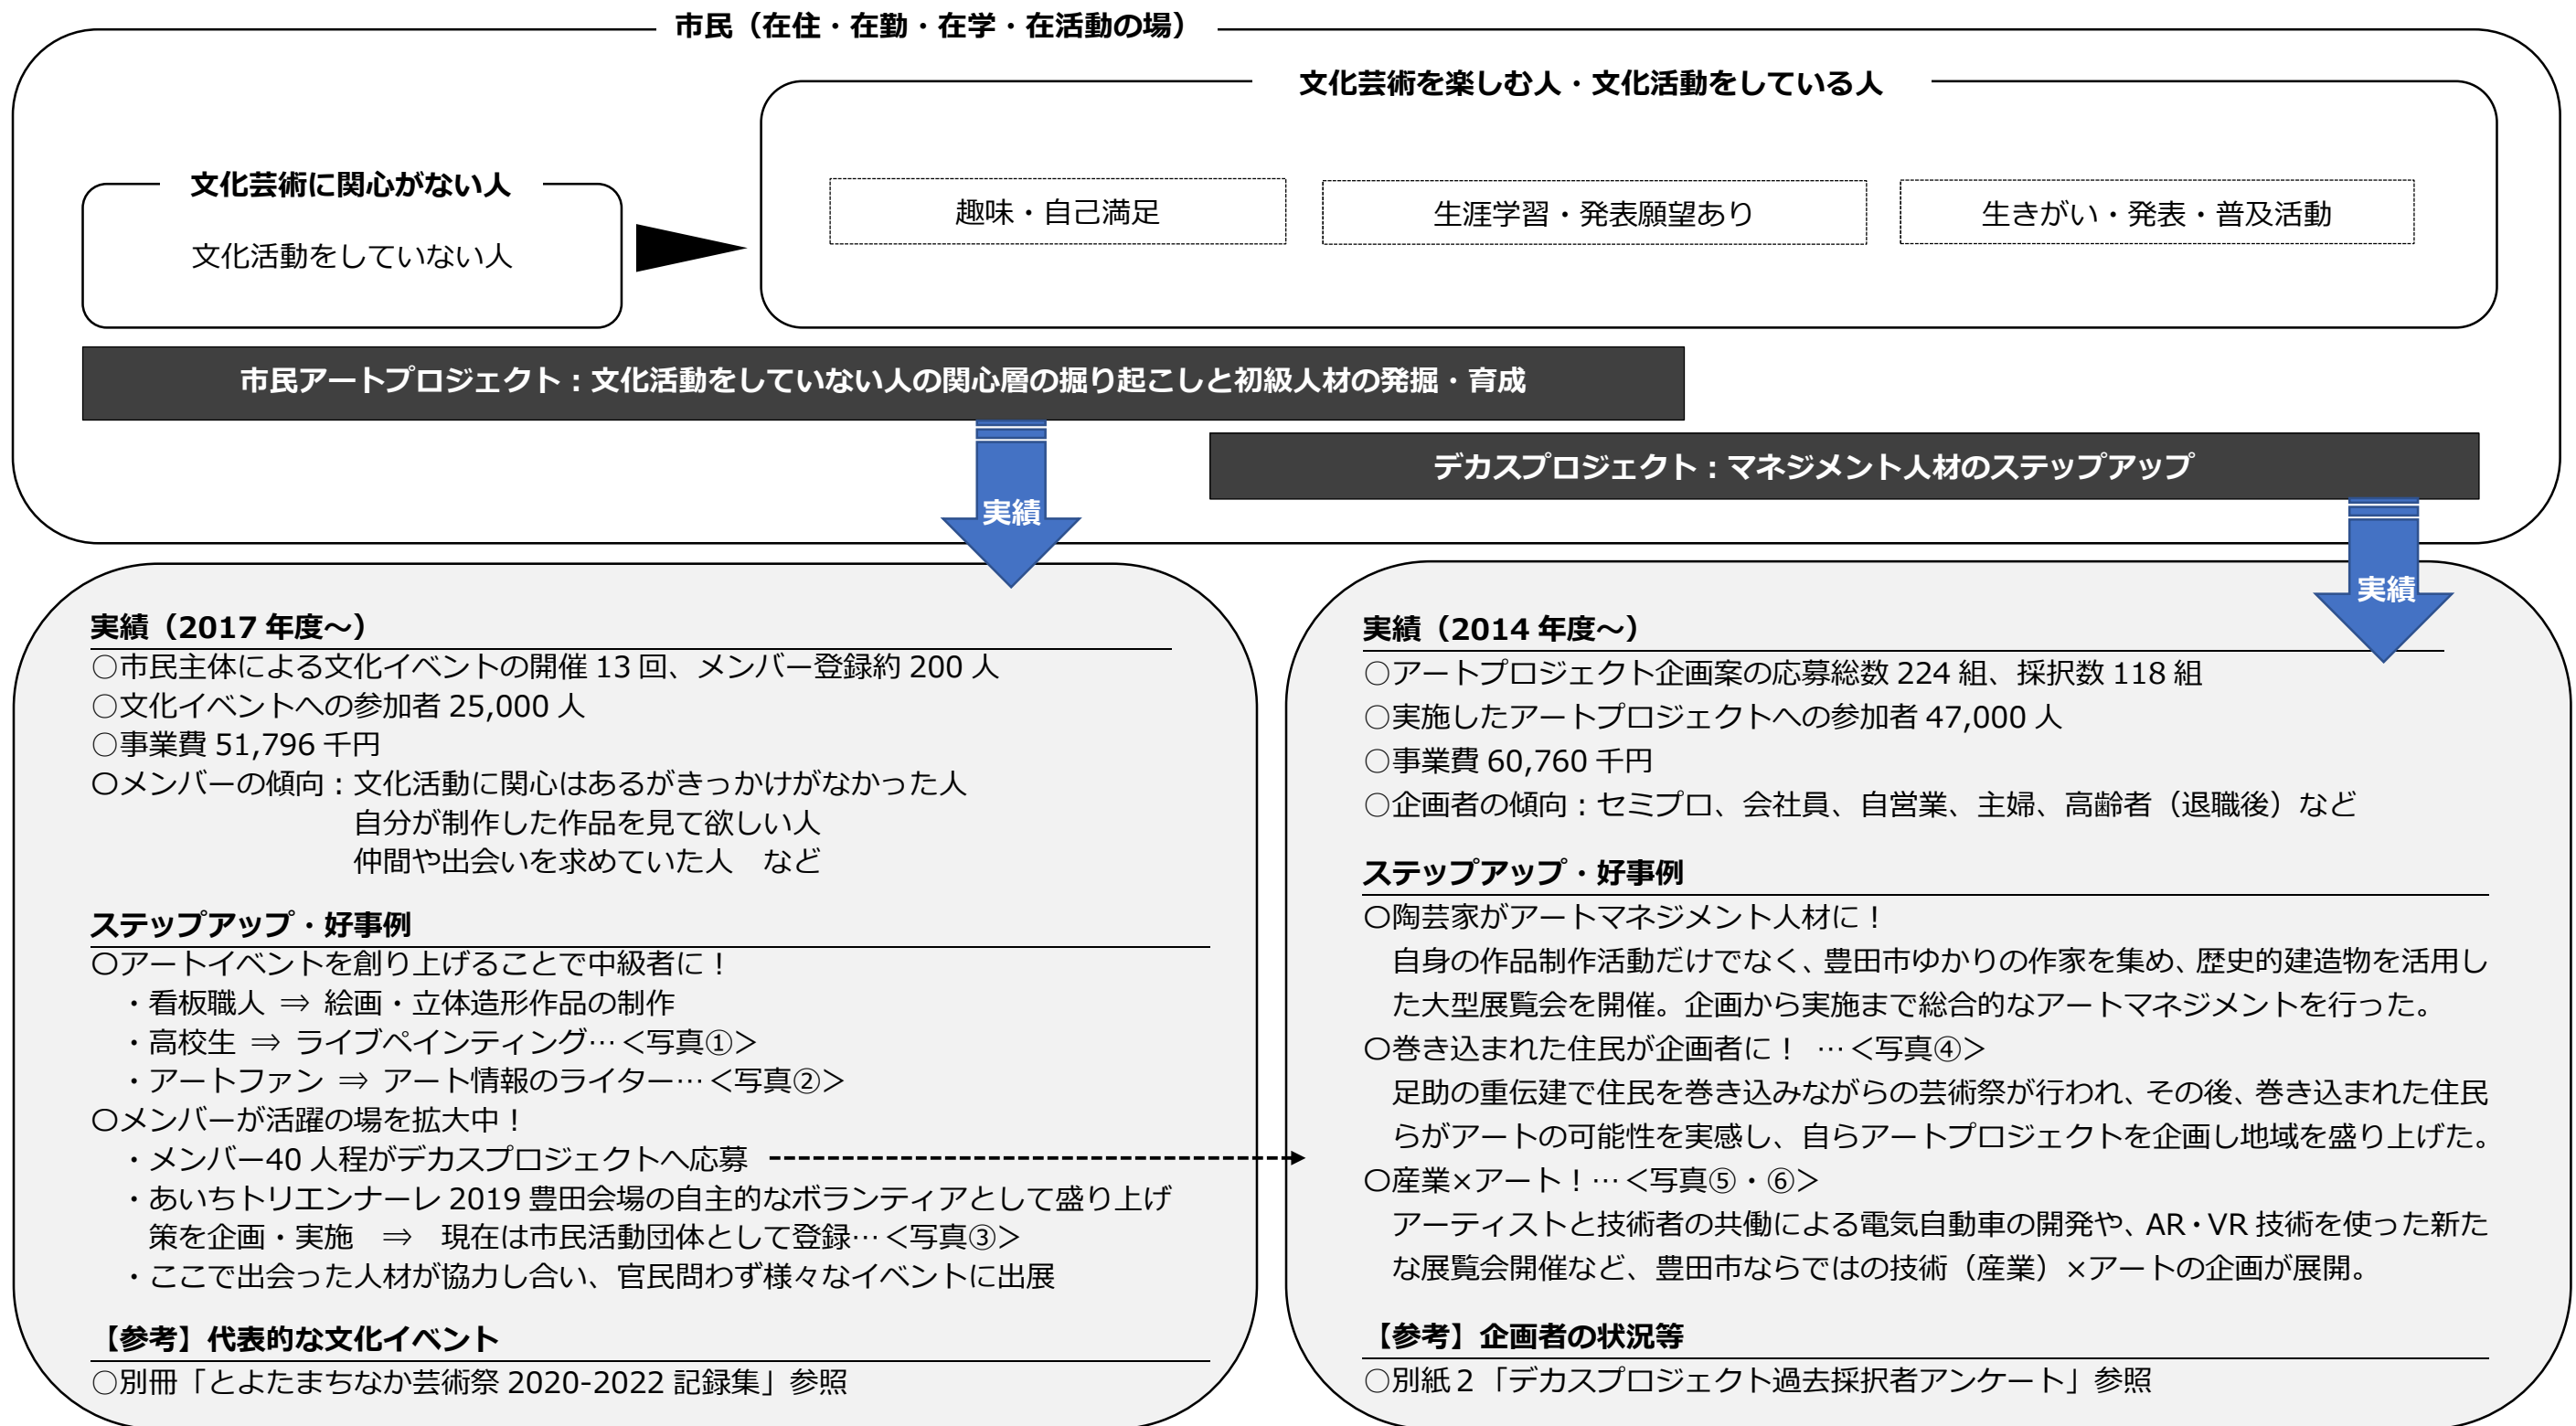 市民（在住・在勤・在学・在活動の場）
文化芸術を楽しむ人・文化活動をしている人
文化芸術に関心がない人
文化活動をしていない人
趣味・自己満足
生涯学習・発表願望あり
生きがい・発表・普及活動
市民アートプロジェクト：文化活動をしていない人の関心層の掘り起こしと初級人材の発掘・育成
デカスプロジェクト：マネジメント人材のステップアップ
実績
実績
実績（2017 年度～）
○市民主体による文化イベントの開催 13 回、メンバー登録約 200 人
○文化イベントへの参加者 25,000 人
○事業費 51,796 千円
〇メンバーの傾向：文化活動に関心はあるがきっかけがなかった人
自分が制作した作品を見て欲しい人
仲間や出会いを求めていた人　など
ステップアップ・好事例
〇アートイベントを創り上げることで中級者に！
・看板職人 ⇒ 絵画・立体造形作品の制作
・高校生 ⇒ ライブペインティング…＜写真①＞
・アートファン ⇒ アート情報のライター…＜写真②＞
〇メンバーが活躍の場を拡大中！
・メンバー40 人程がデカスプロジェクトへ応募
・あいちトリエンナーレ 2019 豊田会場の自主的なボランティアとして盛り上げ
策を企画・実施　⇒　現在は市民活動団体として登録…＜写真③＞
・ここで出会った人材が協力し合い、官民問わず様々なイベントに出展
【参考】代表的な文化イベント
○別冊「とよたまちなか芸術祭 2020-2022 記録集」参照
実績（2014 年度～）
○アートプロジェクト企画案の応募総数 224 組、採択数 118 組
○実施したアートプロジェクトへの参加者 47,000 人
○事業費 60,760 千円
○企画者の傾向：セミプロ、会社員、自営業、主婦、高齢者（退職後）など
ステップアップ・好事例
〇陶芸家がアートマネジメント人材に！
自身の作品制作活動だけでなく、豊田市ゆかりの作家を集め、歴史的建造物を活用し
た大型展覧会を開催。企画から実施まで総合的なアートマネジメントを行った。
〇巻き込まれた住民が企画者に！ …＜写真④＞
足助の重伝建で住民を巻き込みながらの芸術祭が行われ、その後、巻き込まれた住民
らがアートの可能性を実感し、自らアートプロジェクトを企画し地域を盛り上げた。
〇産業×アート！…＜写真⑤・⑥＞
アーティストと技術者の共働による電気自動車の開発や、AR・VR 技術を使った新た
な展覧会開催など、豊田市ならではの技術（産業）×アートの企画が展開。
【参考】企画者の状況等
○別紙２「デカスプロジェクト過去採択者アンケート」参照